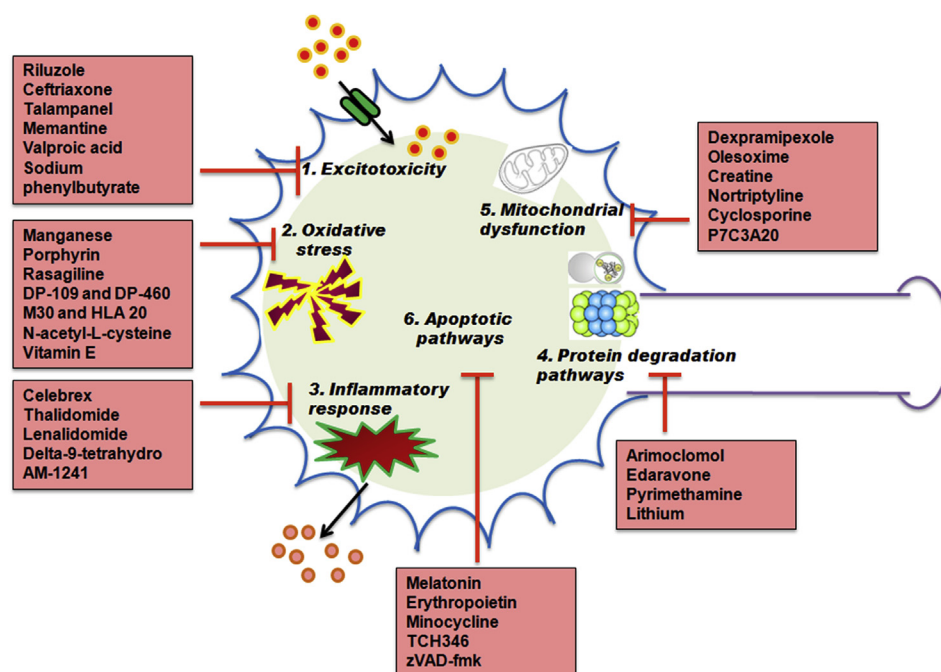 Riluzole
Ceftriaxone
Talampanel
Memantine
Valproic acid
Sodium
phenylbutyrate
1. Excitotoxicity
Manganese
Porphyrin
Rasagiline
DP-109 and DP-460
M30 and HLA 20
N-acetyl-L-cysteine
Vitamin E
2. Oxidative
stress
Celebrex
Thalidomide
Lenalidomide
Delta-9-tetrahydro
AM-1241
3. Inflammatory
response
Dexpramipexole
Olesoxime
Creatine
Nortriptyline
Cyclosporine
P7C3A20
5. Mitochondrial
dysfunction
6. Apoptotic
pathways
4. Protein degradation
pathways
Arimoclomol
Edaravone
Pyrimethamine
Lithium
Melatonin
Erythropoietin
Minocycline
TCH346
zVAD-fmk